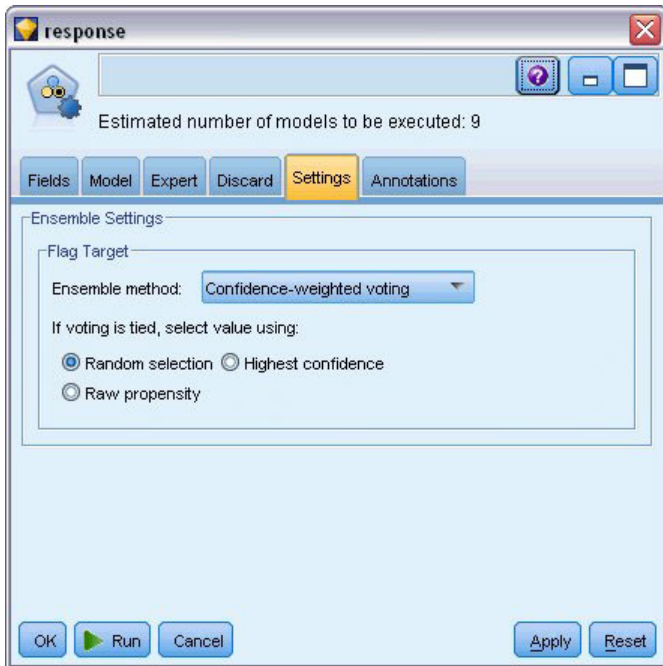 response
Estimated number of models to be executed: 9
Fields Model Expert Discard Settings Annotations
Ensemble Settings
Flag Target
Ensemble method: Confidence-weighted voting
If voting is tied, select value using:
Random selection Highest confidence
Raw propensity
OK Run Cancel Apply Reset